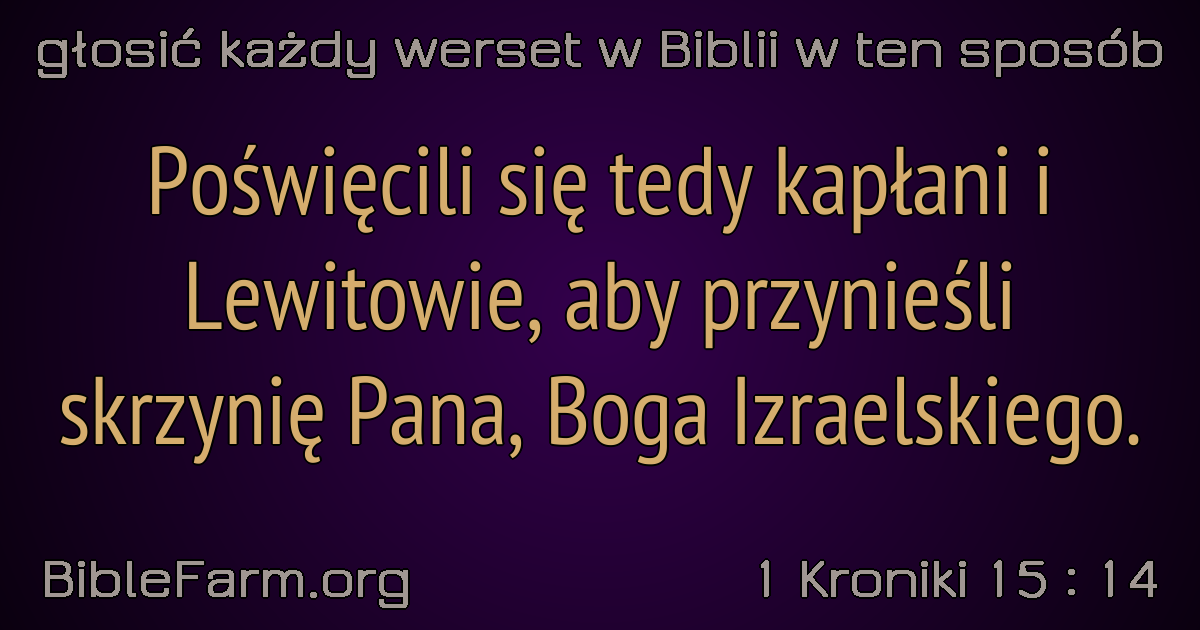 głosić każdy werset w Biblii w ten sposób
Poświęcili się tedy kapłani i
Lewitowie, aby przynieśli
skrzynię Pana, Boga Izraelskiego.
BibleFarm.org
1 Kroniki 15 : 14